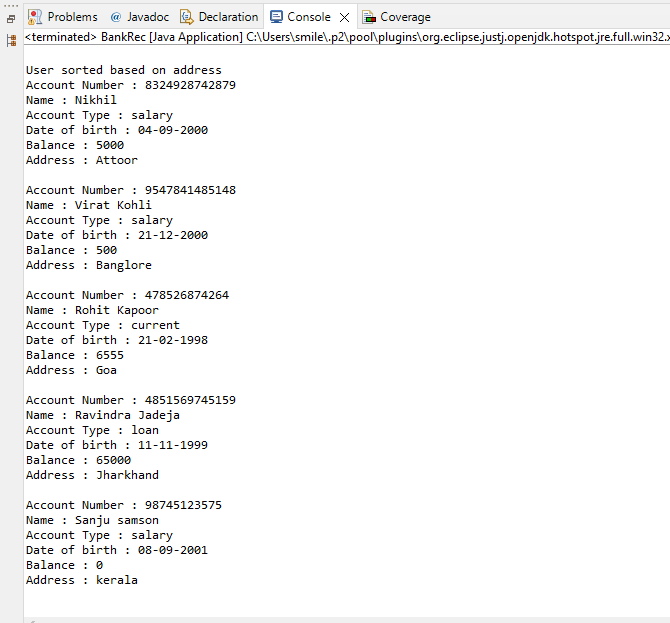 Problems @ Javadoc Declaration Console Coverage
<terminated> BankRec [Java Application] C:\Users\smile\.p2\pool\plugins\org.eclipse.justj.openjdk.hotspot.jre.full.win32.x
User sorted based on address
Account Number : 8324928742879
Name : Nikhil
Account Type : salary
Date of birth : 04-09-2000
Balance : 5000
Address : Attoor
Account Number : 9547841485148
Name : Virat Kohli
Account Type : salary
Date of birth : 21-12-2000
Balance : 500
Address : Banglore
Account Number : 478526874264
Name : Rohit Kapoor
Account Type : current
Date of birth : 21-02-1998
Balance : 6555
Address : Goa
Account Number : 4851569745159
Name : Ravindra Jadeja
Account Type : loan
Date of birth : 11-11-1999
Balance : 65000
Address : Jharkhand
Account Number : 98745123575
Name : Sanju samson
Account Type : salary
Date of birth : 08-09-2001
Balance : 0
Address : kerala